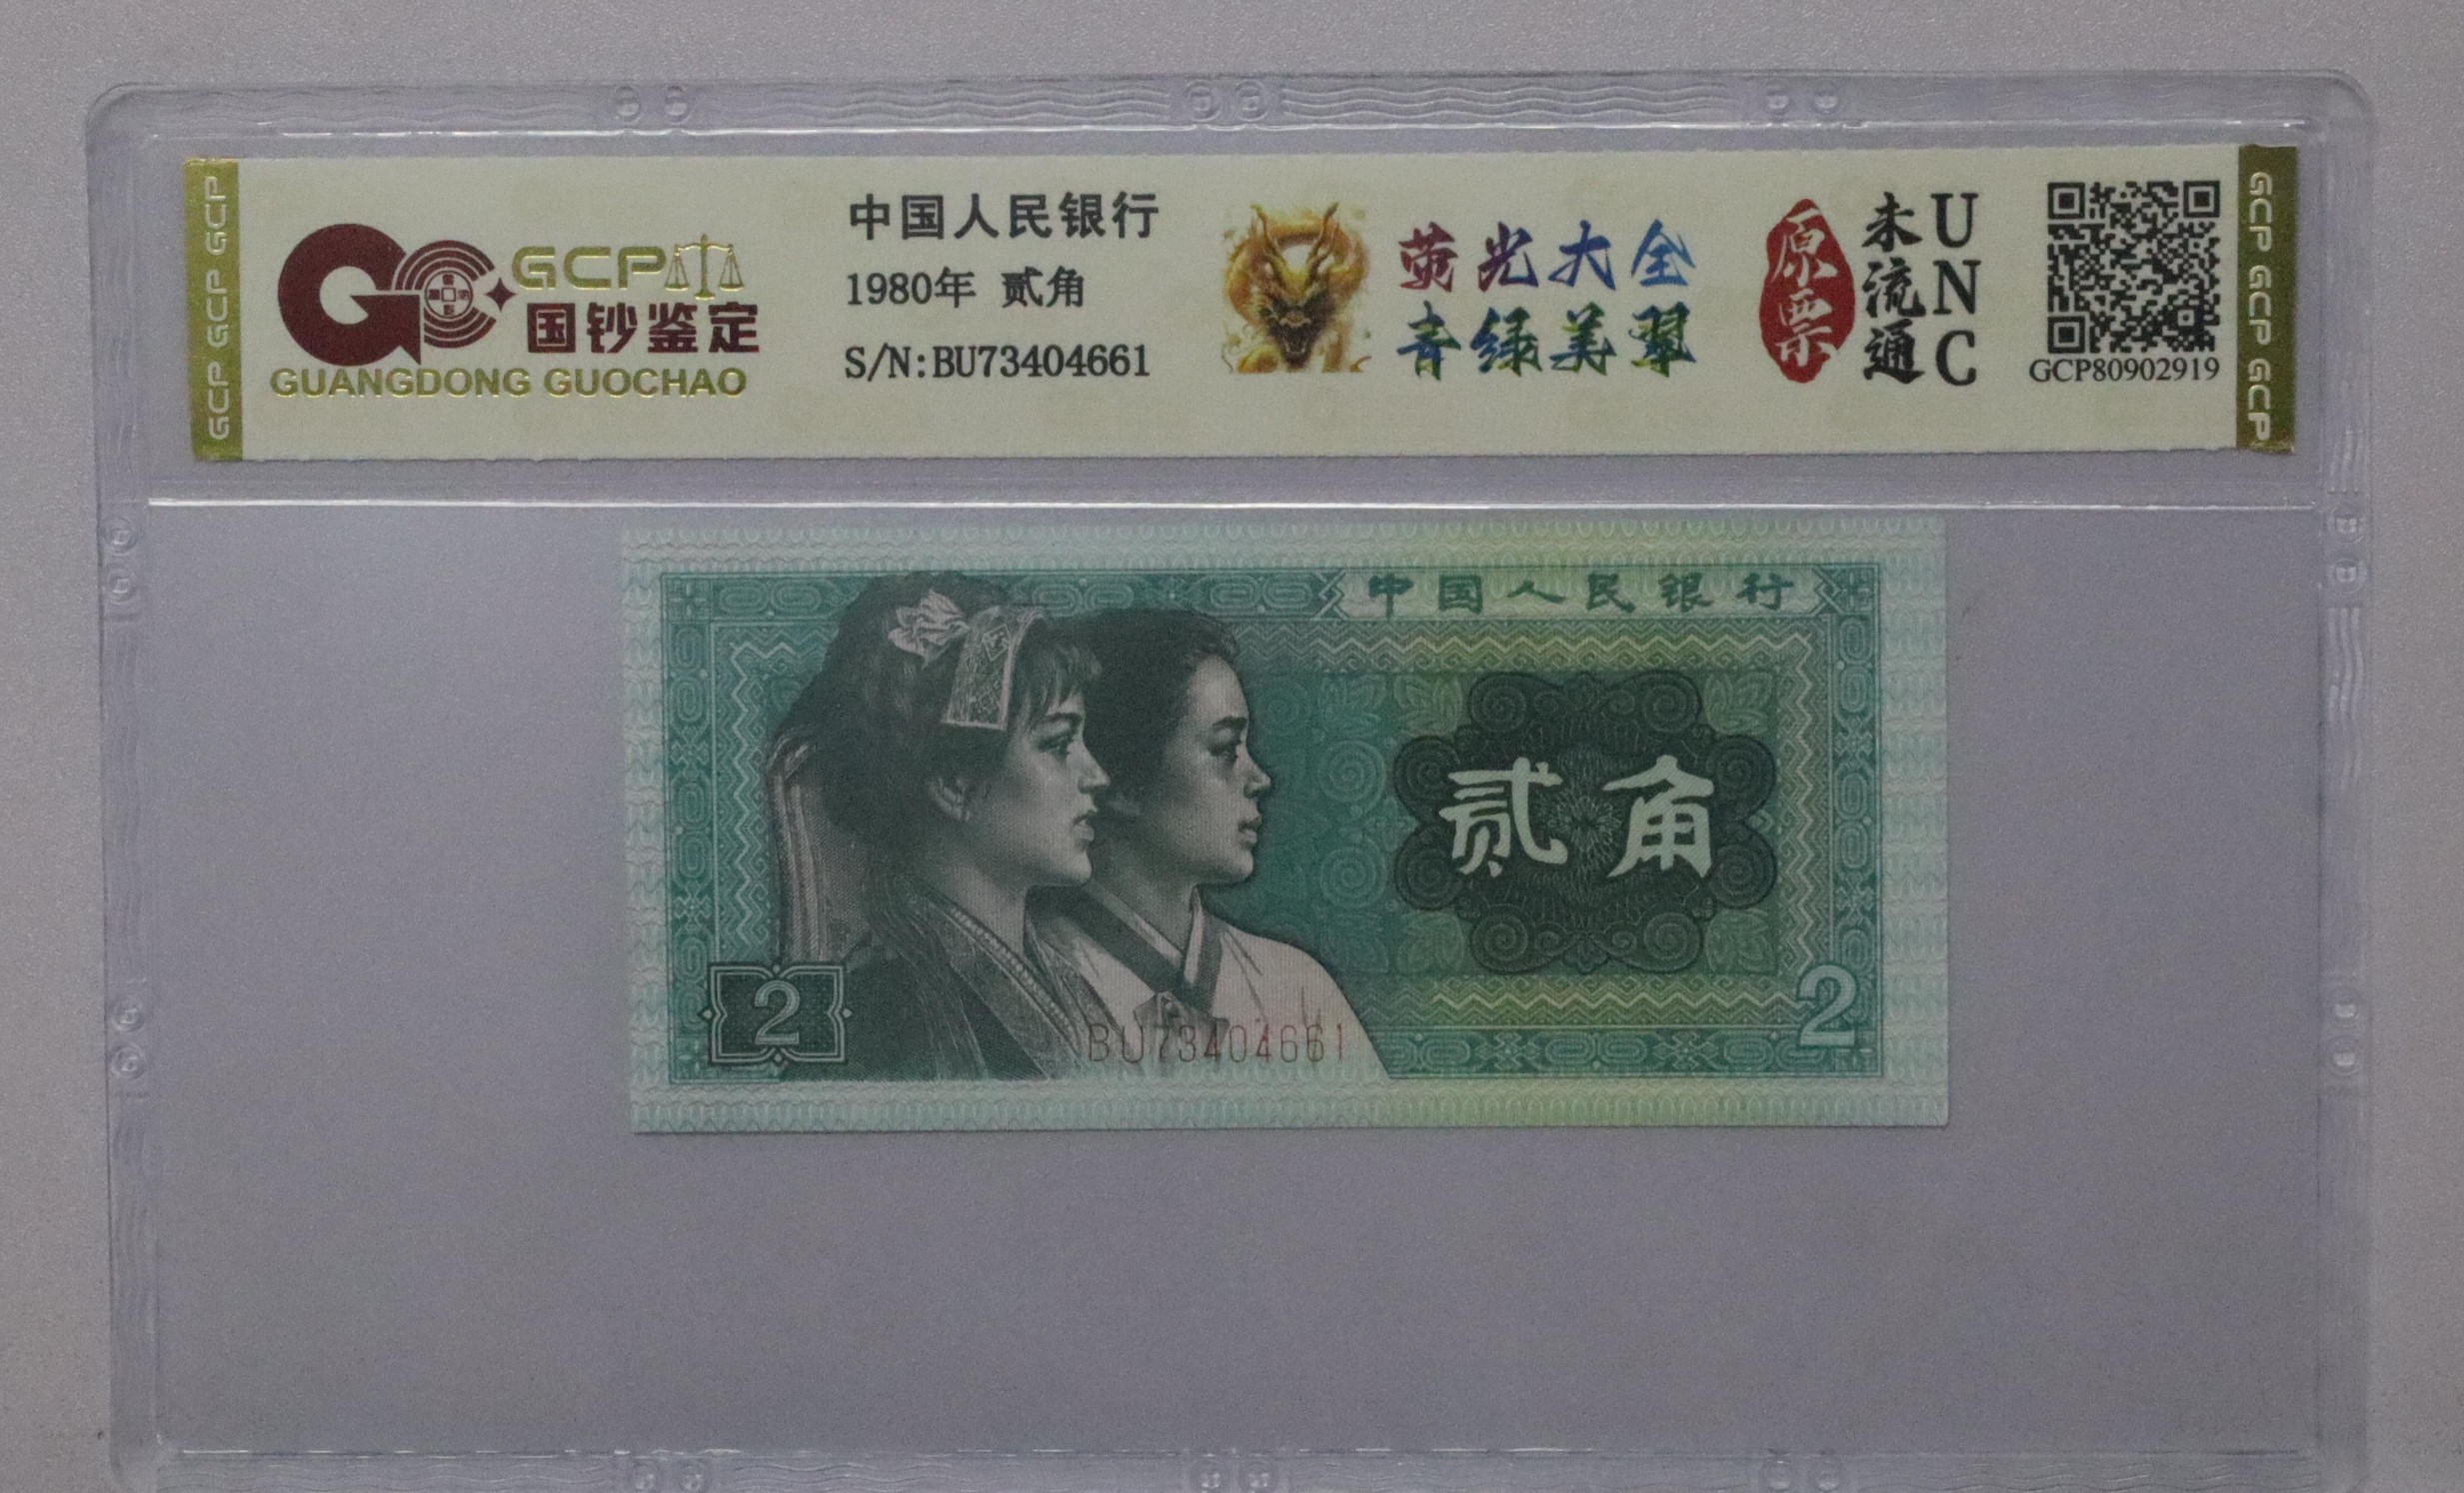 GCP GCP GCP
GCP
国钞鉴定
GUANGDONG GUOCHAO
中国人民银行
1980年 贰角
S/N:BU73404661
荧光大全
青绿美翠
原票
未流通
UNC
GCP80902919
GCP GCP GCP
中国人民银行
贰角
2
2
BU73404661